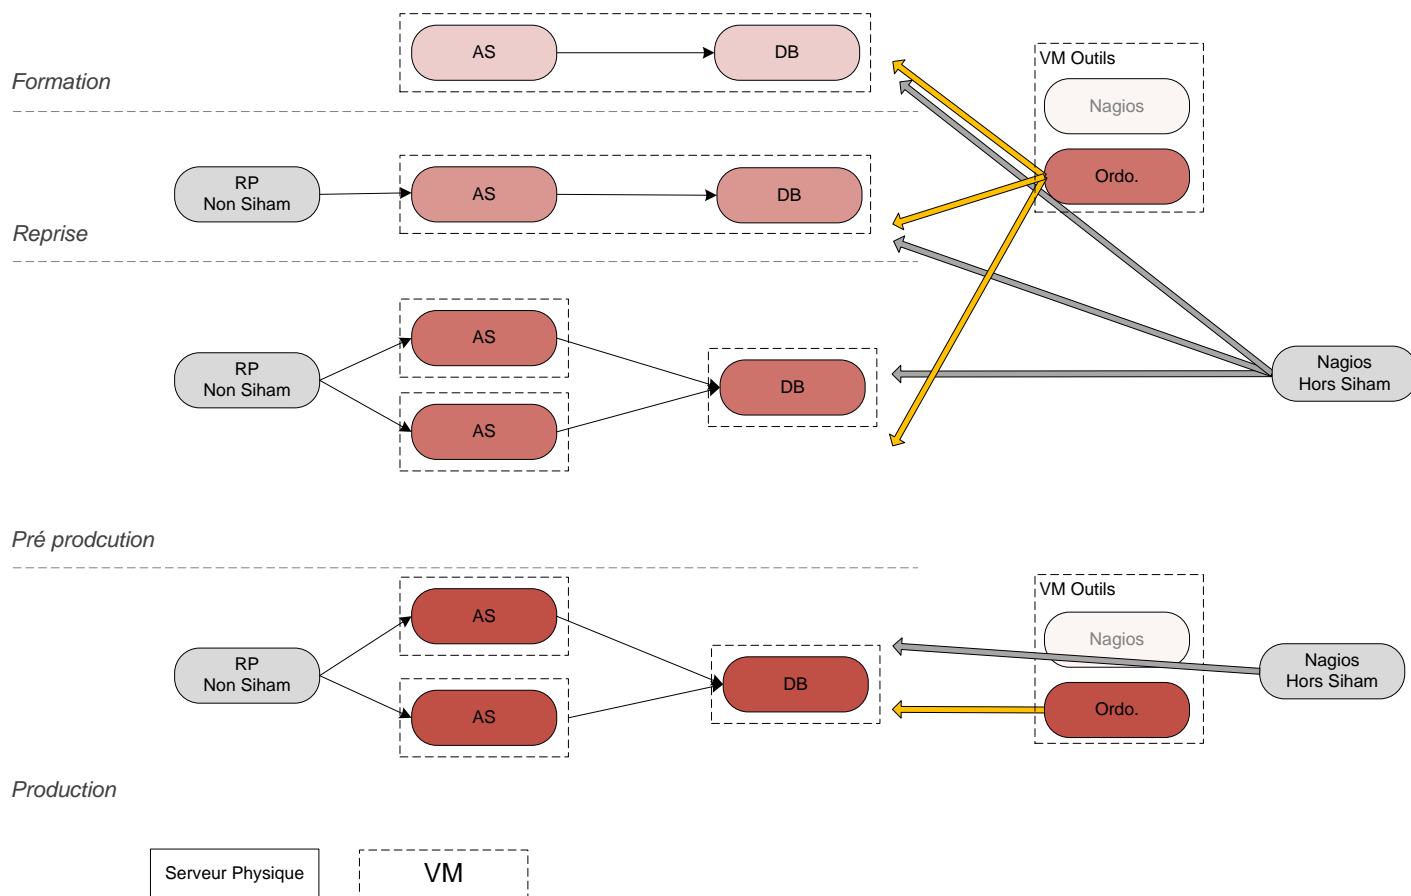 AS
DB
VM Outils
Nagios
Formation
Ordo.
RP
Non Siham
AS
DB
Reprise
AS
RP
Non Siham
DB
Nagios
Hors Siham
AS
Pré prodcution
VM Outils
AS
Nagios
RP
Non Siham
DB
Nagios
Hors Siham
AS
Ordo.
Production
Serveur Physique
VM